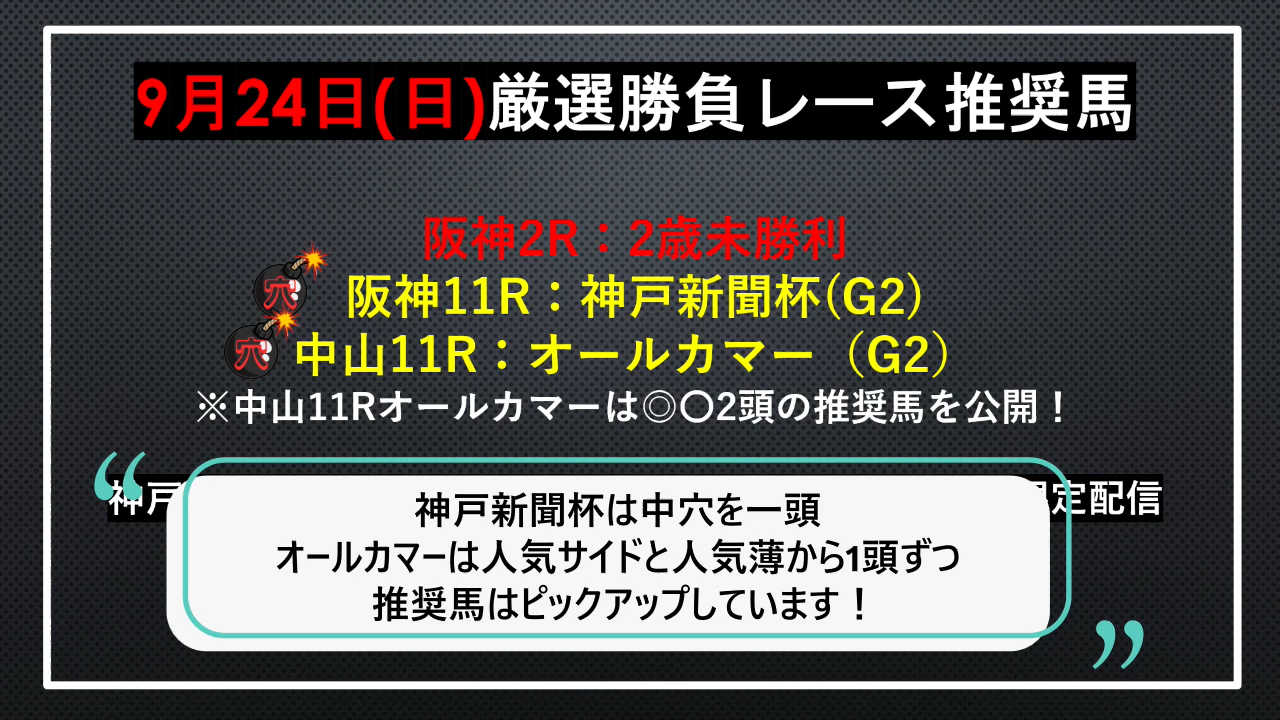 9月24日(日)厳選勝負レース推奨馬
阪神2R：2歳未勝利
穴
阪神11R：神戸新聞杯(G2)
穴
中山11R：オールカマー（G2）
※中山11Rオールカマーは◎〇2頭の推奨馬を公開！
神戸 定配信
神戸新聞杯は中穴を一頭
オールカマーは人気サイドと人気薄から1頭ずつ
推奨馬はピックアップしています！